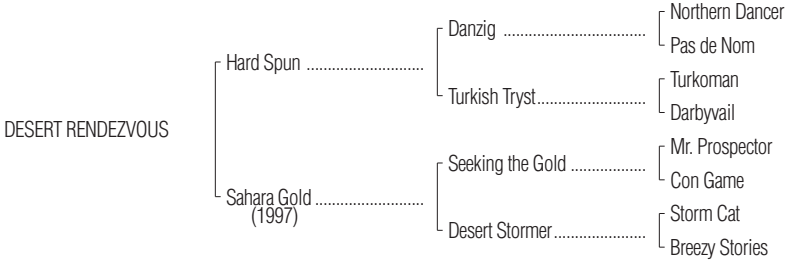 Northern Dancer
Danzig ..................................
Pas de Nom
Hard Spun ............................
Turkoman
Turkish Tryst..........................
Darbyvail
DESERT RENDEZVOUS
Mr. Prospector
Seeking the Gold ..................
Con Game
Sahara Gold ..........................
(1997)
Storm Cat
Desert Stormer......................
Breezy Stories